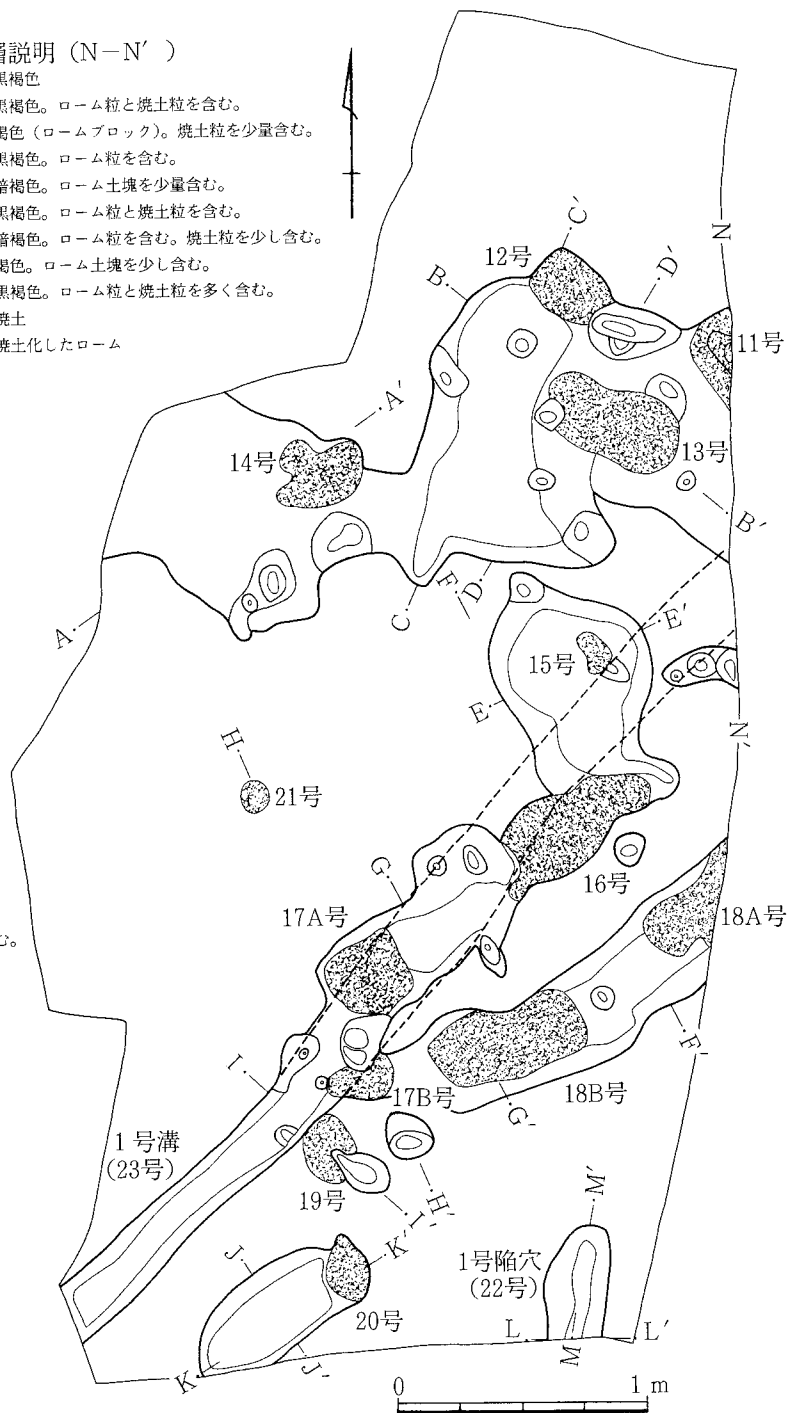 層説明（N－N′）
黒褐色
黒褐色。ローム粒と焼土粒を含む。
褐色（ロームブロック）。焼土粒を少量含む。
黒褐色。ローム粒を含む。
暗褐色。ローム土塊を少量含む。
黒褐色。ローム粒と焼土粒を含む。
暗褐色。ローム粒を含む。焼土粒を少し含む。
褐色。ローム土塊を少し含む。
黒褐色。ローム粒と焼土粒を多く含む。
焼土
焼土化したローム
C′
N
12号
D′
B
11号
A′
14号
13号
B′
C
F
D
A
E′
15号
E
N′
H
21号
G
16号
17A号
18A号
F′
I
17B号
18B号
G′
1号溝
(23号)
19号
H′
I′
M′
J
K′
1号陥穴
(22号)
20号
L
L′
M
K
J′
0
1 m
む。